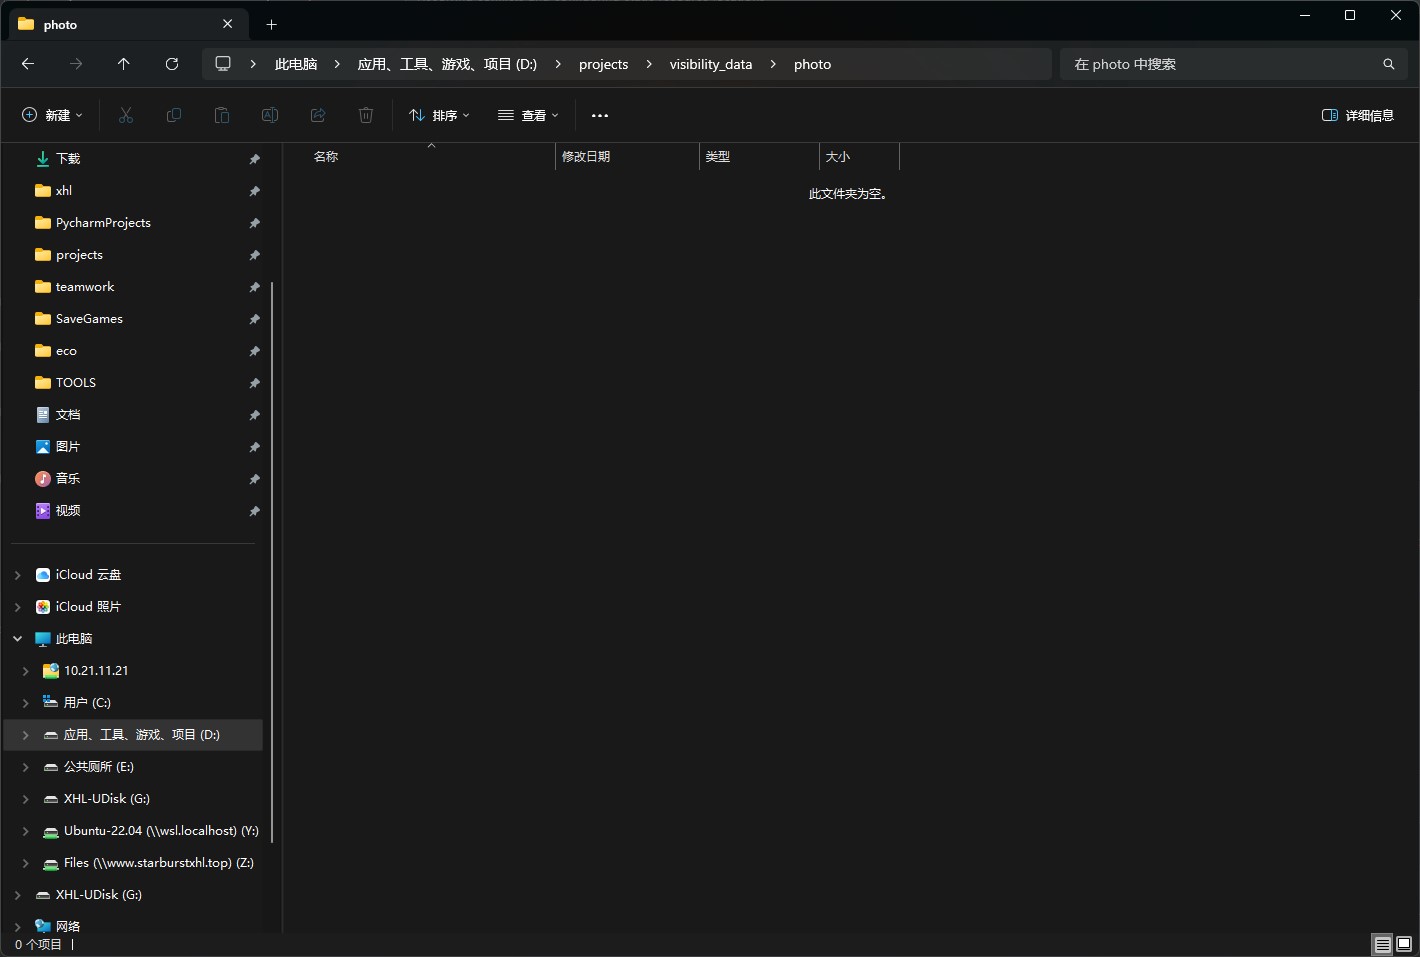 photo
此电脑 应用、工具、游戏、项目 (D:) projects visibility_data photo 在 photo 中搜索
新建 排序 查看 详细信息
名称 修改日期 类型 大小
此文件夹为空。
下载
xhl
PycharmProjects
projects
teamwork
SaveGames
eco
TOOLS
文档
图片
音乐
视频
iCloud 云盘
iCloud 照片
此电脑
10.21.11.21
用户 (C:)
应用、工具、游戏、项目 (D:)
公共厕所 (E:)
XHL-UDisk (G:)
Ubuntu-22.04 (\\wsl.localhost) (Y:)
Files (\\www.starburstxhl.top) (Z:)
XHL-UDisk (G:)
网络
0 个项目